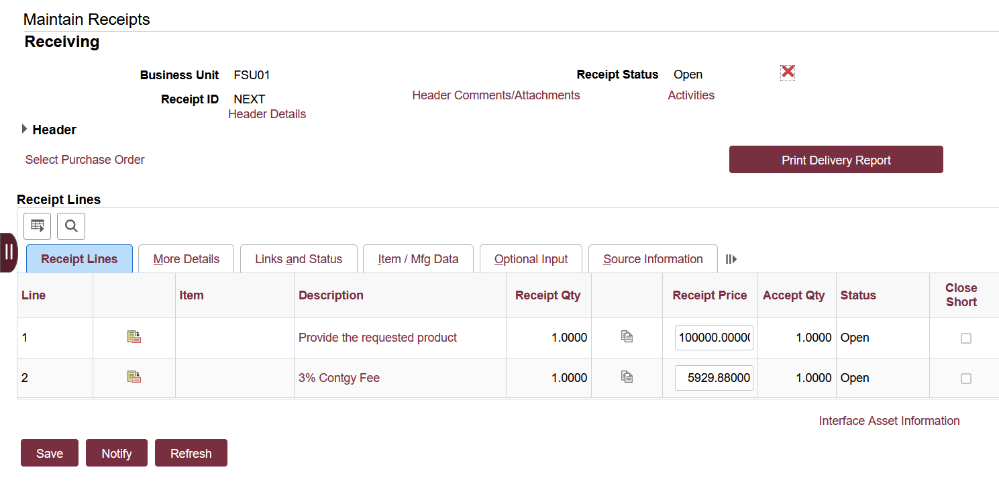 Maintain Receipts
Receiving
Business Unit FSU01 Receipt Status Open
Receipt ID NEXT Header Comments/Attachments Activities
Header Details
Header
Select Purchase Order Print Delivery Report
Receipt Lines
Receipt Lines More Details Links and Status Item / Mfg Data Optional Input Source Information
Line Item Description Receipt Qty Receipt Price Accept Qty Status Close Short
1 Provide the requested product 1.0000 100000.0000 1.0000 Open
2 3% Contgy Fee 1.0000 5929.88000 1.0000 Open
Interface Asset Information
Save Notify Refresh